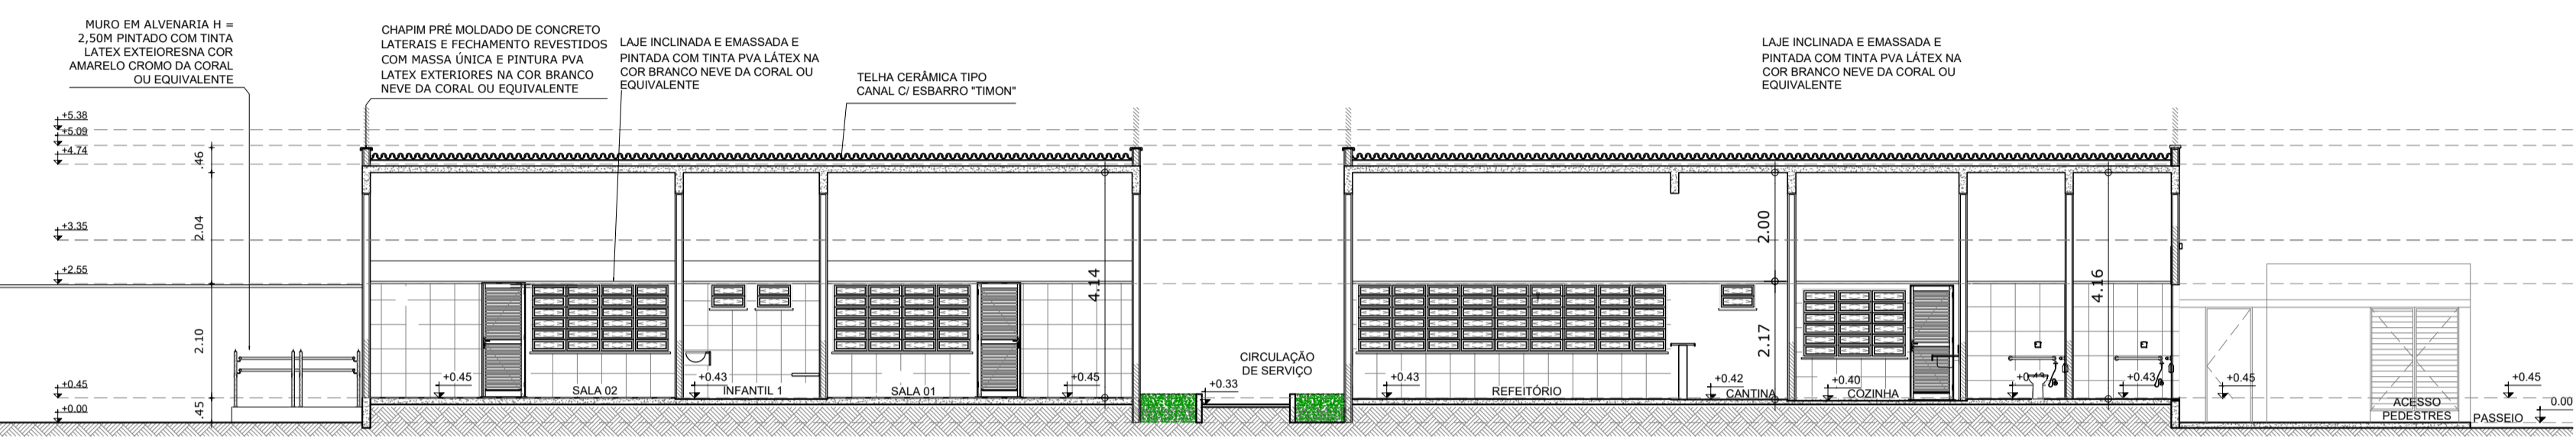 MURO EM ALVENARIA H =
2,50M PINTADO COM TINTA
LATEX EXTEIORESNA COR
AMARELO CROMO DA CORAL
OU EQUIVALENTE
CHAPIM PRÉ MOLDADO DE CONCRETO
LATERAIS E FECHAMENTO REVESTIDOS
COM MASSA ÚNICA E PINTURA PVA
LATEX EXTERIORES NA COR BRANCO
NEVE DA CORAL OU EQUIVALENTE
LAJE INCLINADA E EMASSADA E
PINTADA COM TINTA PVA LÁTEX NA
COR BRANCO NEVE DA CORAL OU
EQUIVALENTE
TELHA CERÂMICA TIPO
CANAL C/ ESBARRO "TIMON"
LAJE INCLINADA E EMASSADA E
PINTADA COM TINTA PVA LÁTEX NA
COR BRANCO NEVE DA CORAL OU
EQUIVALENTE
+5.38
+5.09
+4.74
+3.35
+2.55
+0.45
+0.00
.46
2.04
2.10
.45
+0.45
SALA 02
+0.43
INFANTIL 1
SALA 01
+0.45
4.14
CIRCULAÇÃO
DE SERVIÇO
+0.33
+0.43
REFEITÓRIO
+0.42
CANTINA
2.00
2.17
+0.40
COZINHA
4.16
+0.43
+0.45
ACESSO
PEDESTRES
PASSEIO
+0.45
0.00